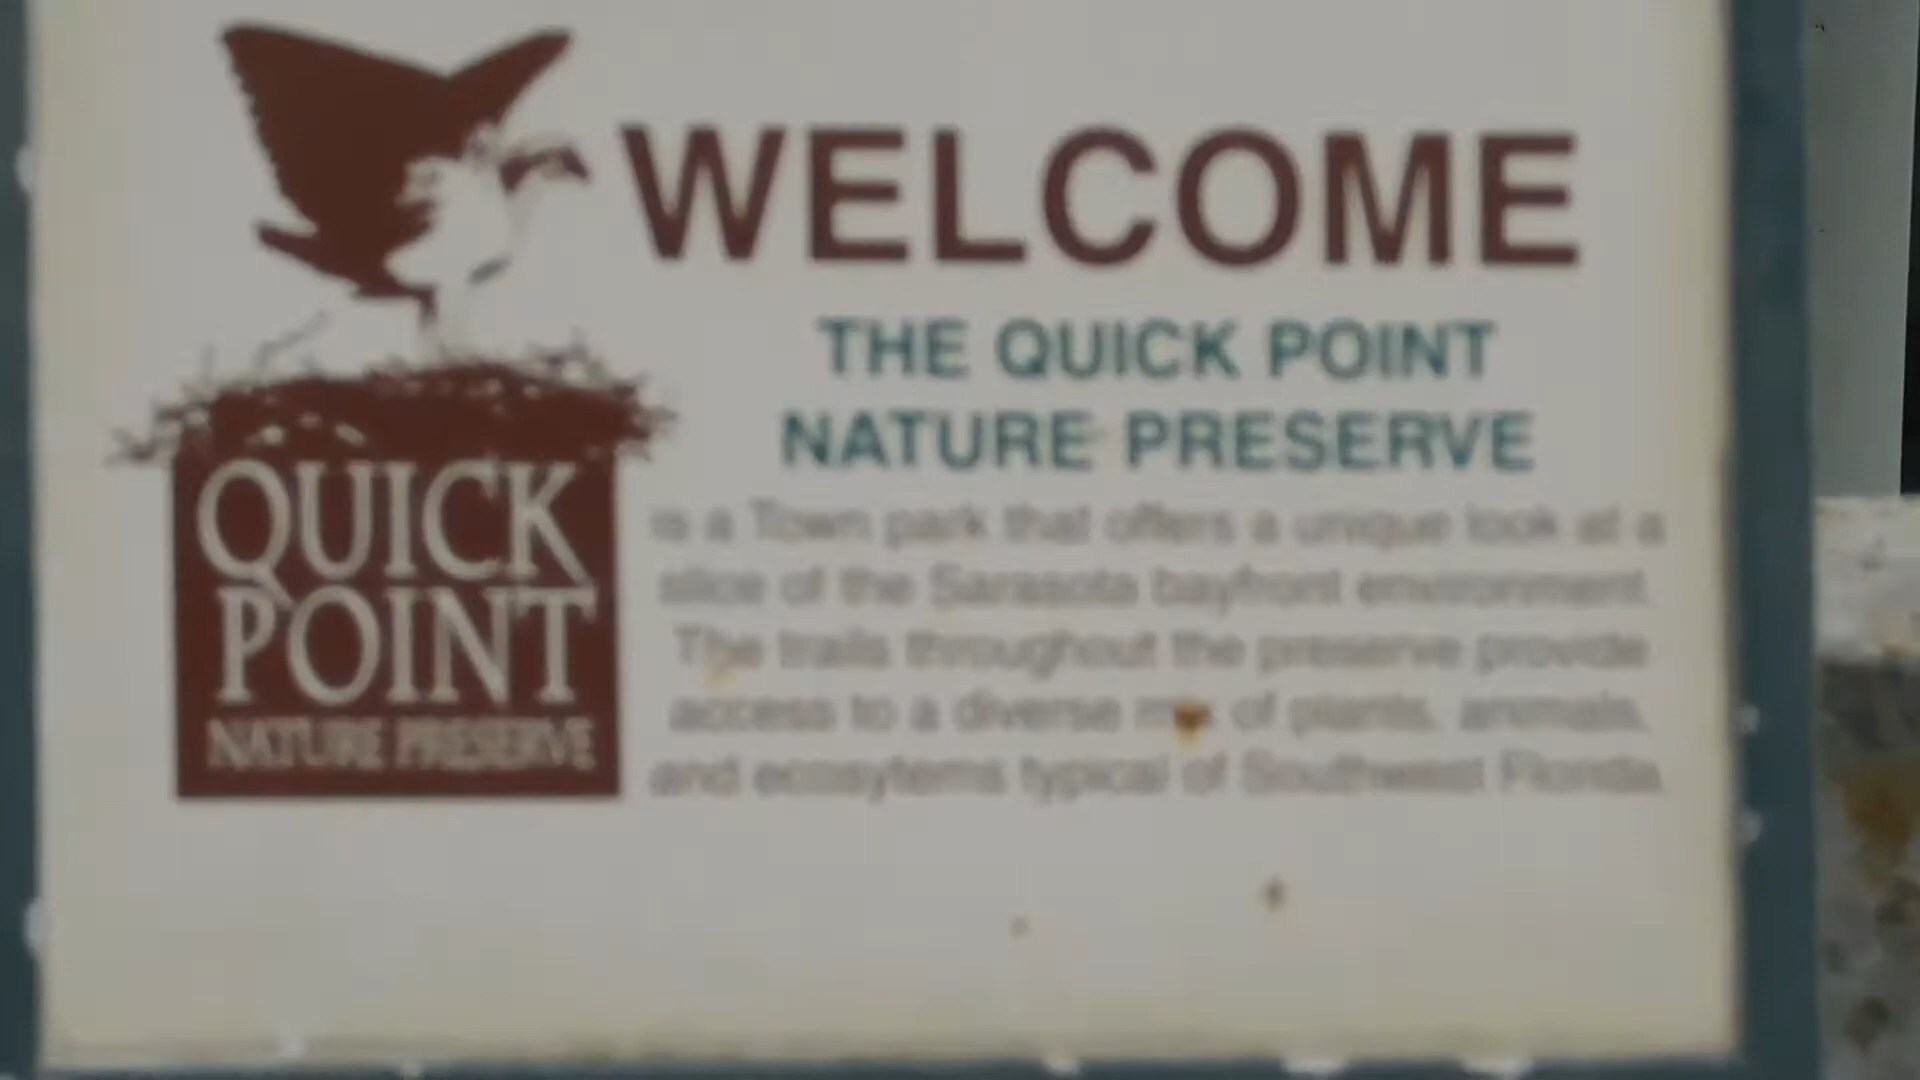 WELCOME
THE QUICK POINT
NATURE PRESERVE
is a Town park that offers a unique look at a
slice of the Sarasota bayfront environment.
The trails throughout the preserve provide
access to a diverse mix of plants, animals,
and ecosytems typical of Southwest Florida.
QUICK
POINT
NATURE PRESERVE